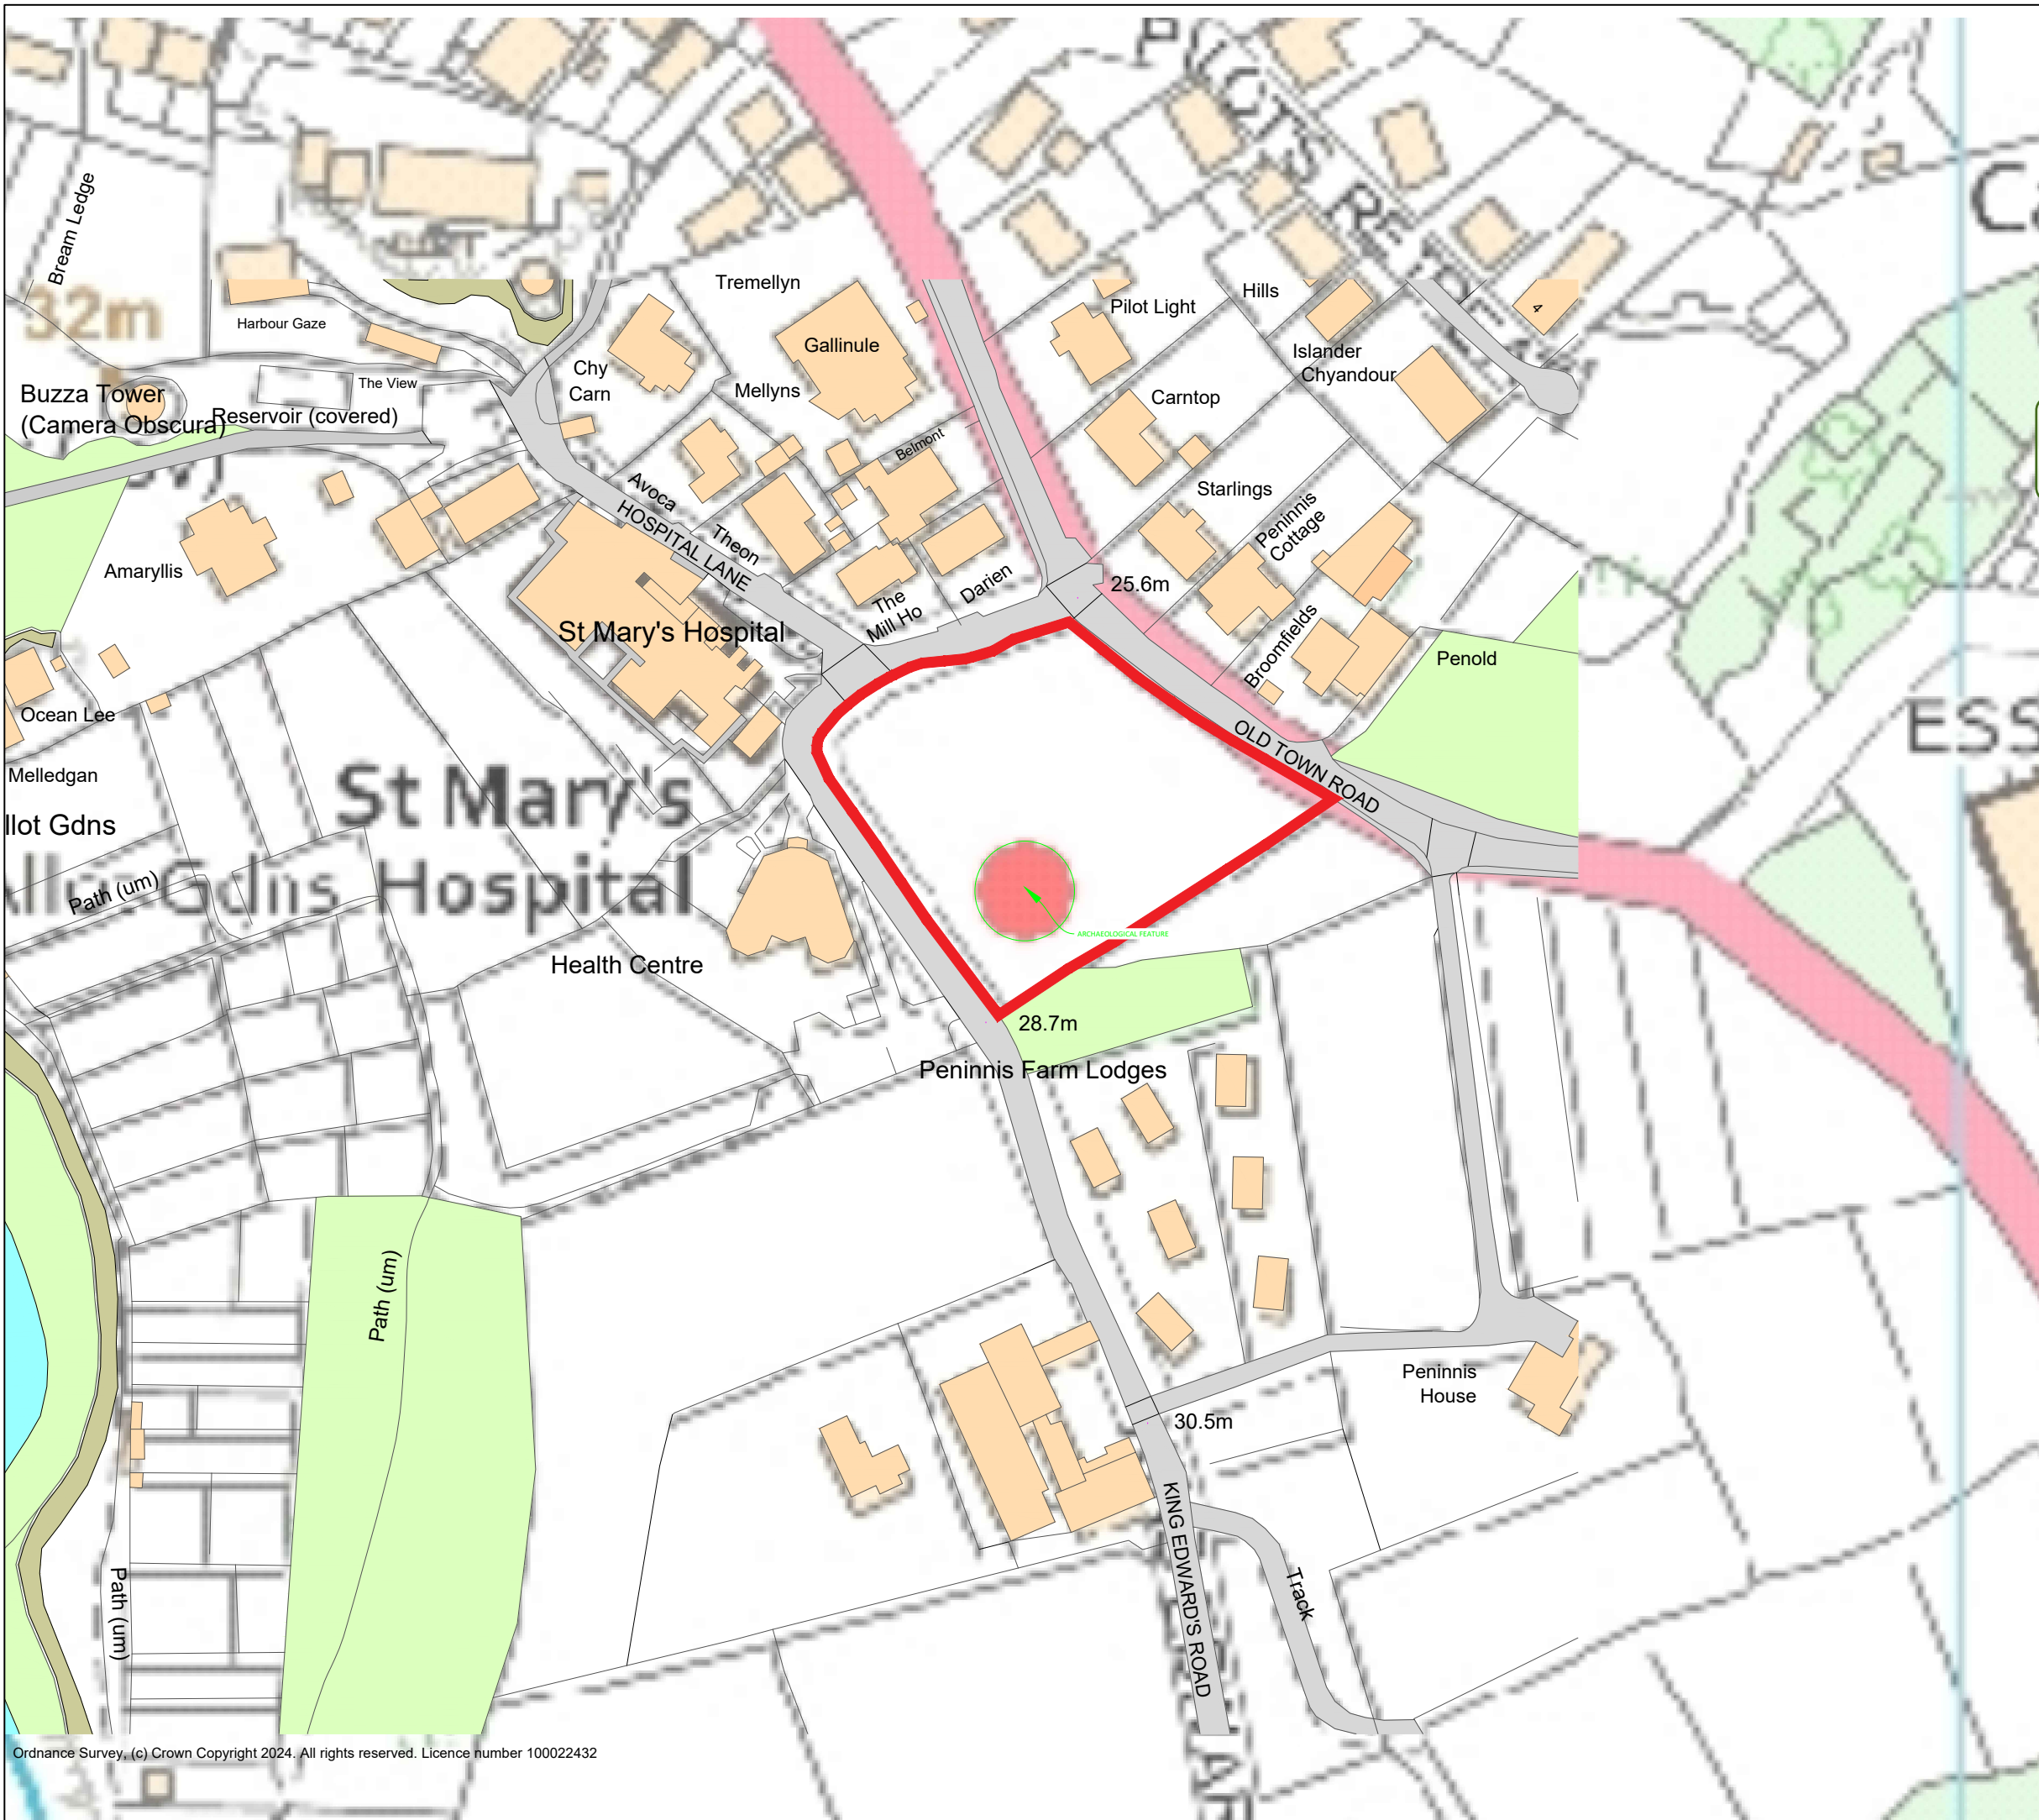 PILOT'S RETREAT
Bream Ledge
Tremellyn
Pilot Light
Hills
4
32m
Harbour Gaze
Gallinule
Islander
Chyandour
Chy
Carn
The View
Mellyns
Carntop
Buzza Tower
(Camera Obscura)
Reservoir (covered)
Belmont
Avoca
HOSPITAL LANE
Theon
Starlings
Peninnis
Cottage
Amaryllis
The
Mill Ho
Darien
25.6m
St Mary's Hospital
Broomfields
Penold
Ocean Lee
OLD TOWN ROAD
ESS
Melledgan
St Mary's
Hospital
llot Gdns
Path (um)
ARCHAEOLOGICAL FEATURE
Health Centre
28.7m
Peninnis Farm Lodges
Path (um)
Peninnis
House
30.5m
KING EDWARD'S ROAD
Track
Path (um)
Ordnance Survey, (c) Crown Copyright 2024. All rights reserved. Licence number 100022432